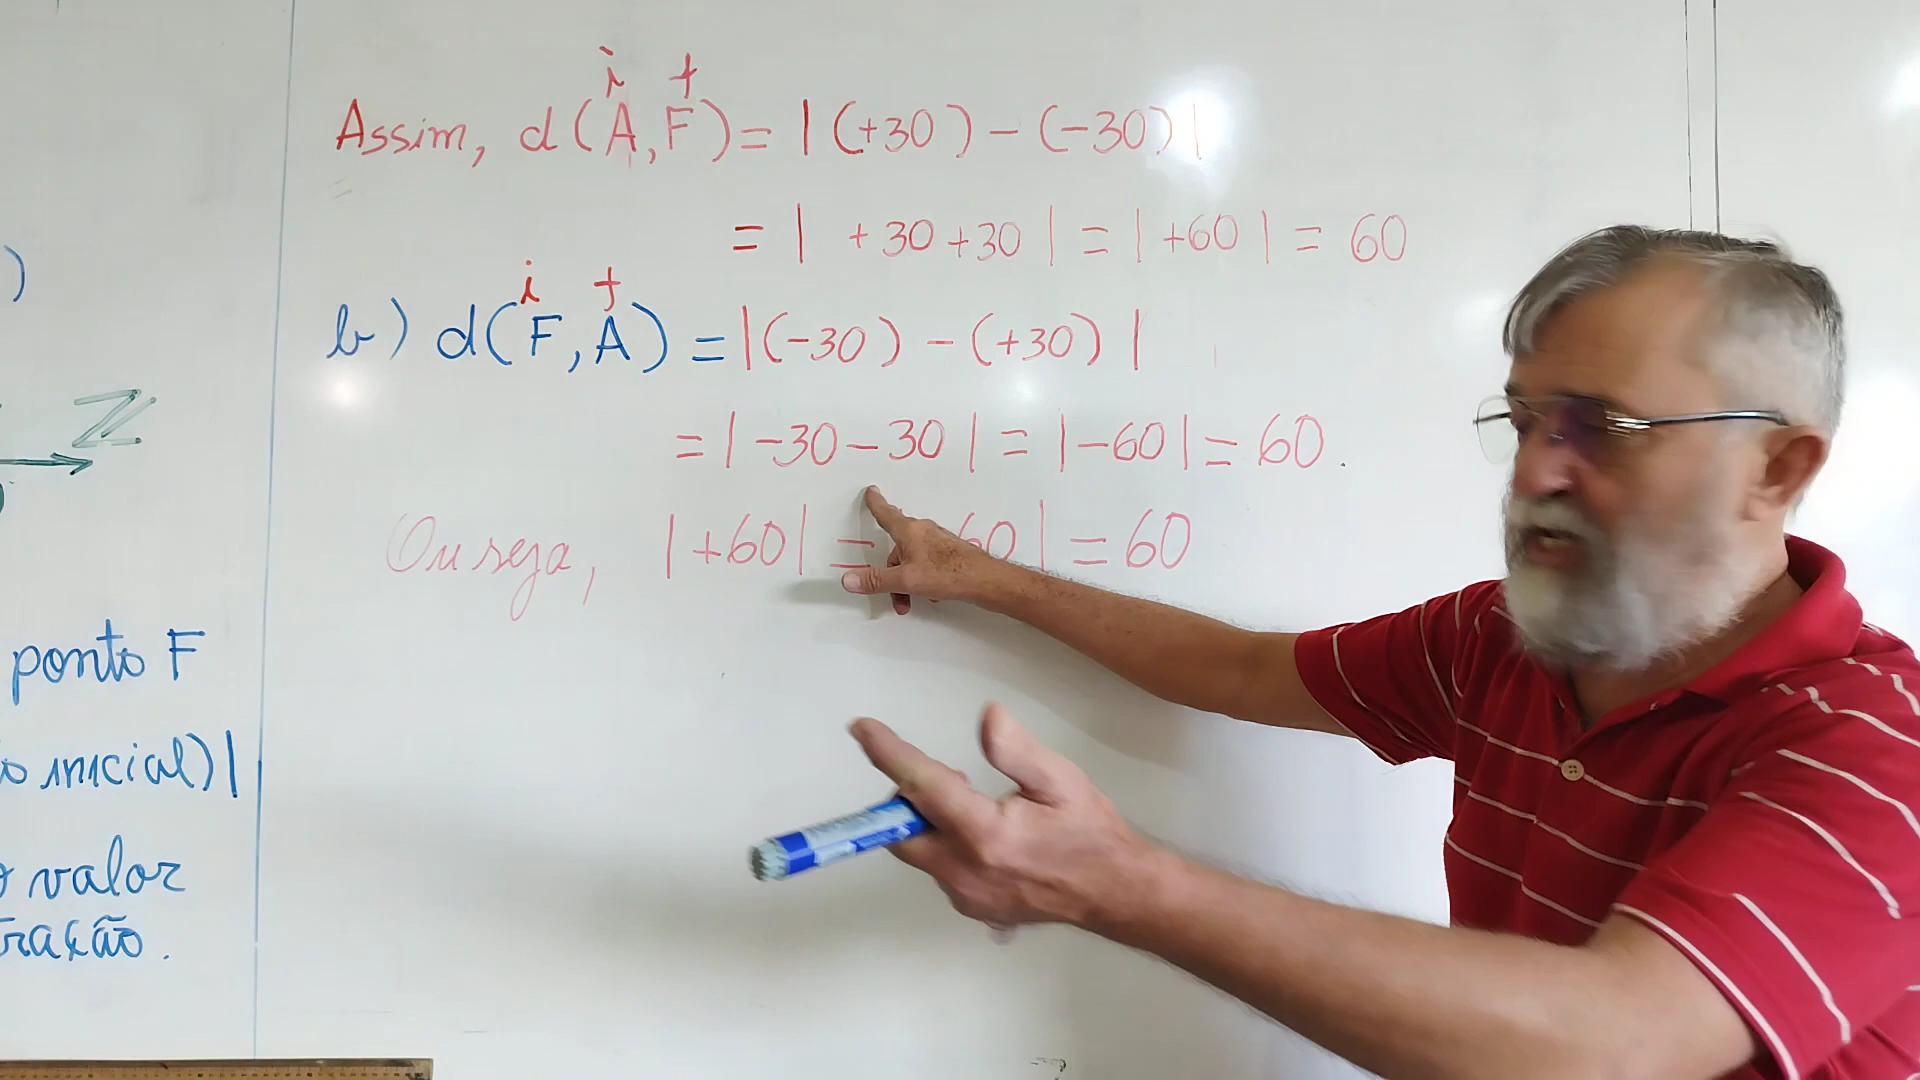 )
ℤ
ponto F
inicial)|
valor
i f
Assim, d(A,F)= |(+30)-(-30)|
= | +30+30| = |+60| = 60
i f
b) d(F,A) = |(-30) - (+30)|
= |-30-30| = |-60| = 60.
Ou seja, |+60| = 60| = 60